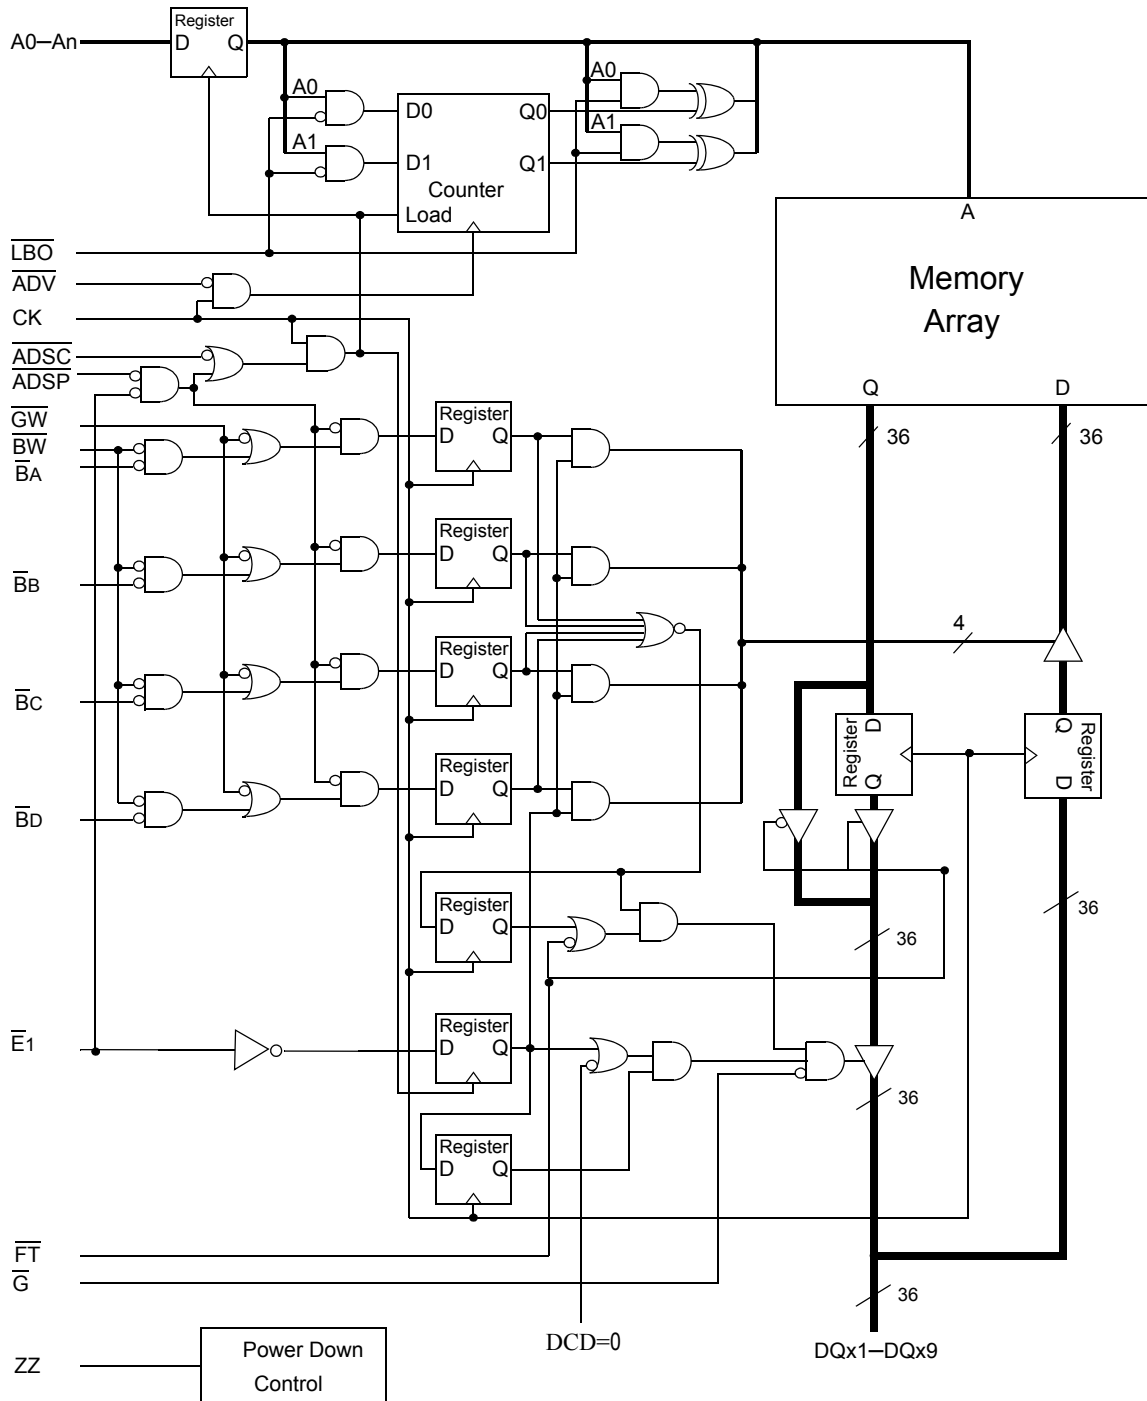 Register
A0–An
D Q
A0
A0
D0
Q0
A1
A1
D1
Q1
Counter
Load
A
LBO
ADV
Memory
CK
Array
ADSC
ADSP
Q
D
GW
Register
36
36
BW
D Q
BA
Register
D Q
BB
4
Register
D Q
BC
Register
D
Q
Q
Register
D
Register
D Q
BD
Register
D Q
36
36
Register
D Q
E1
36
Register
D Q
FT
G
36
DCD=0
DQx1–DQx9
ZZ
Power Down
Control